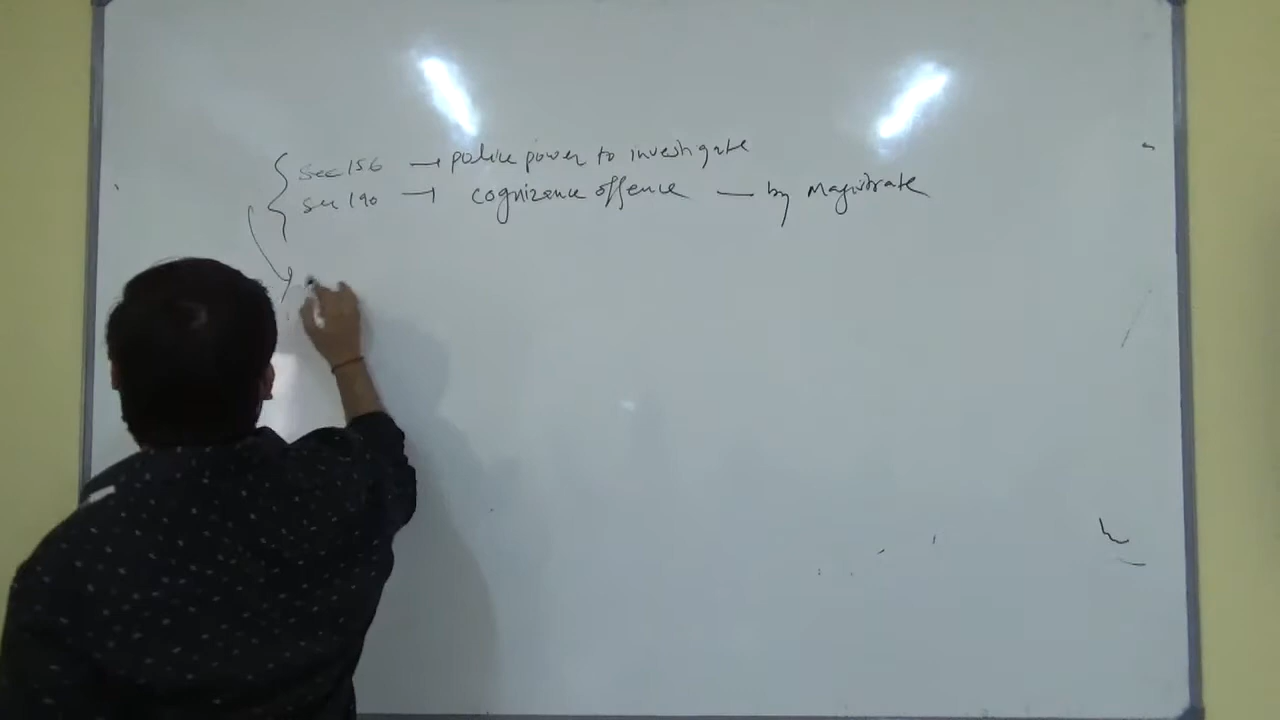 sec 156 → police power to investigate
sec 190 → cognizence offence — by Magistrate